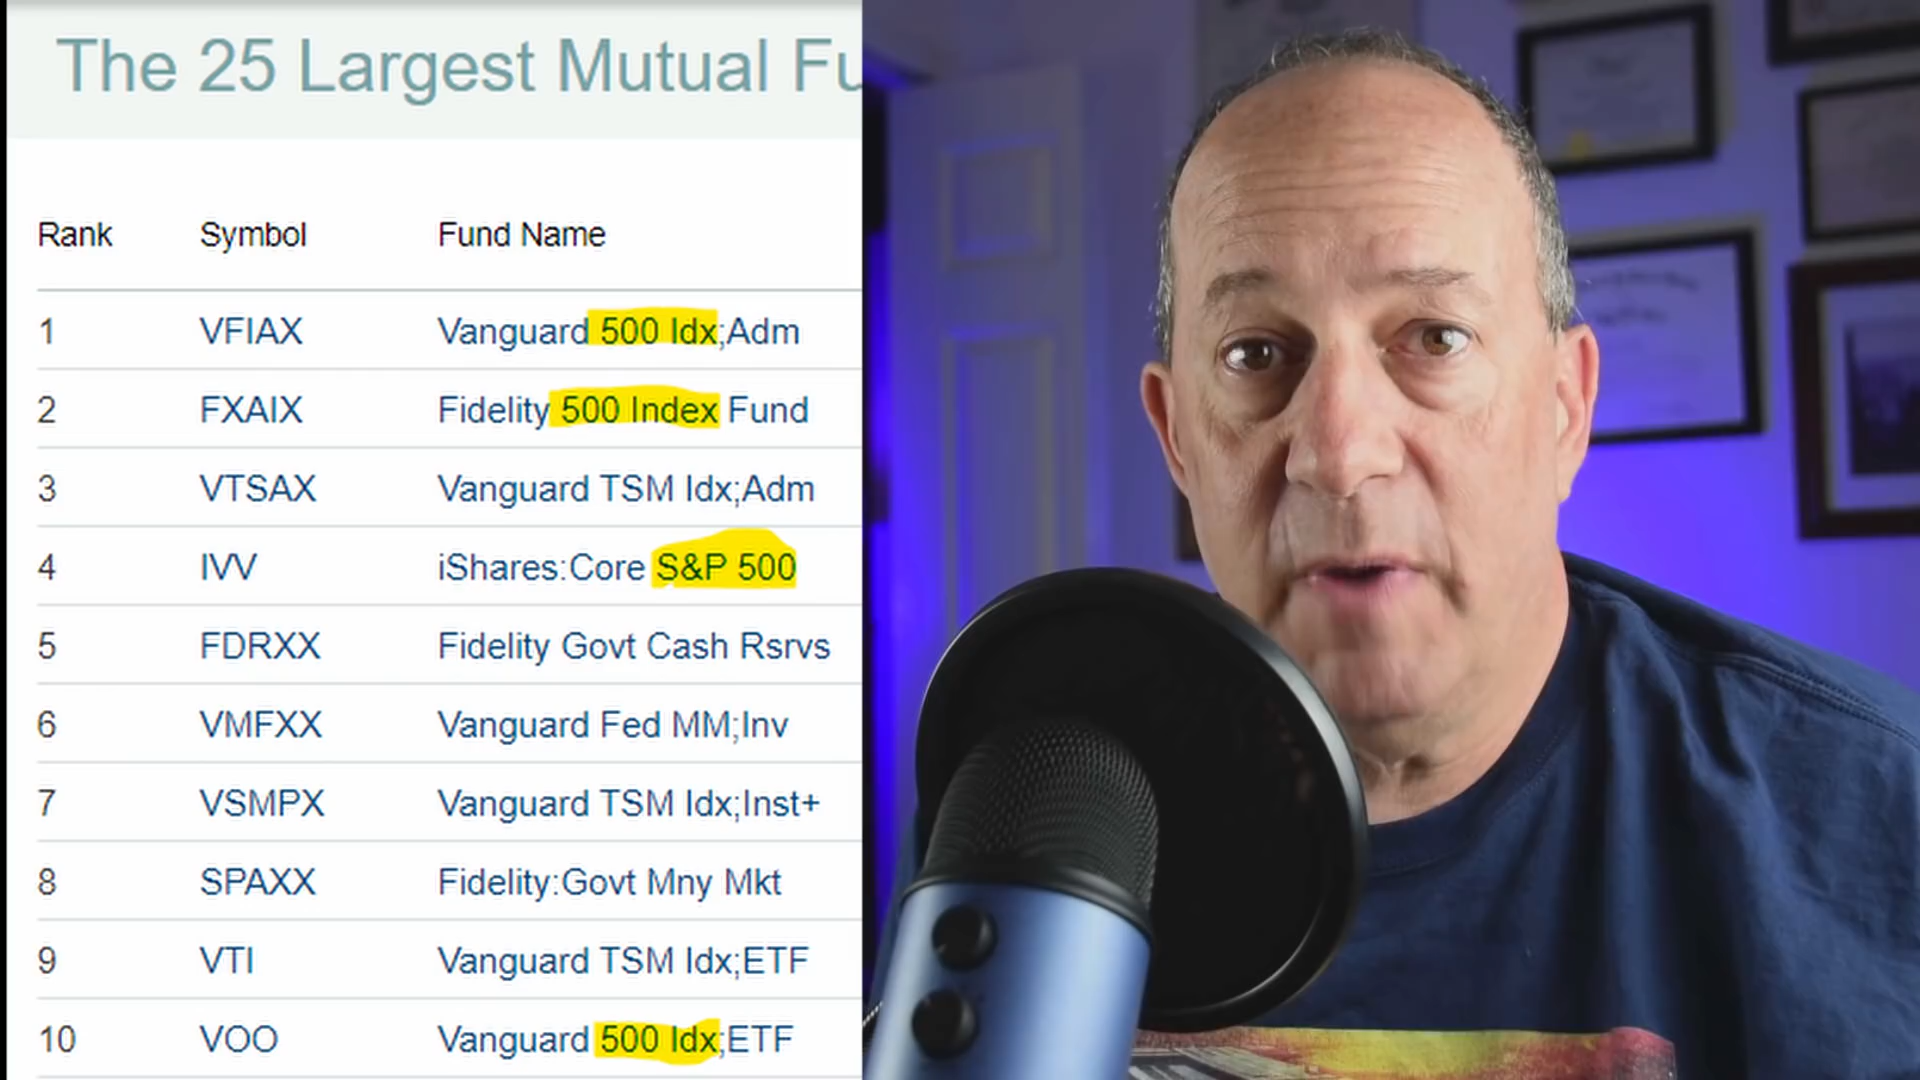 The 25 Largest Mutual Fu
Rank Symbol Fund Name
1 VFIAX Vanguard 500 Idx;Adm
2 FXAIX Fidelity 500 Index Fund
3 VTSAX Vanguard TSM Idx;Adm
4 IVV iShares:Core S&P 500
5 FDRXX Fidelity Govt Cash Rsrvs
6 VMFXX Vanguard Fed MM;Inv
7 VSMPX Vanguard TSM Idx;Inst+
8 SPAXX Fidelity:Govt Mny Mkt
9 VTI Vanguard TSM Idx;ETF
10 VOO Vanguard 500 Idx;ETF